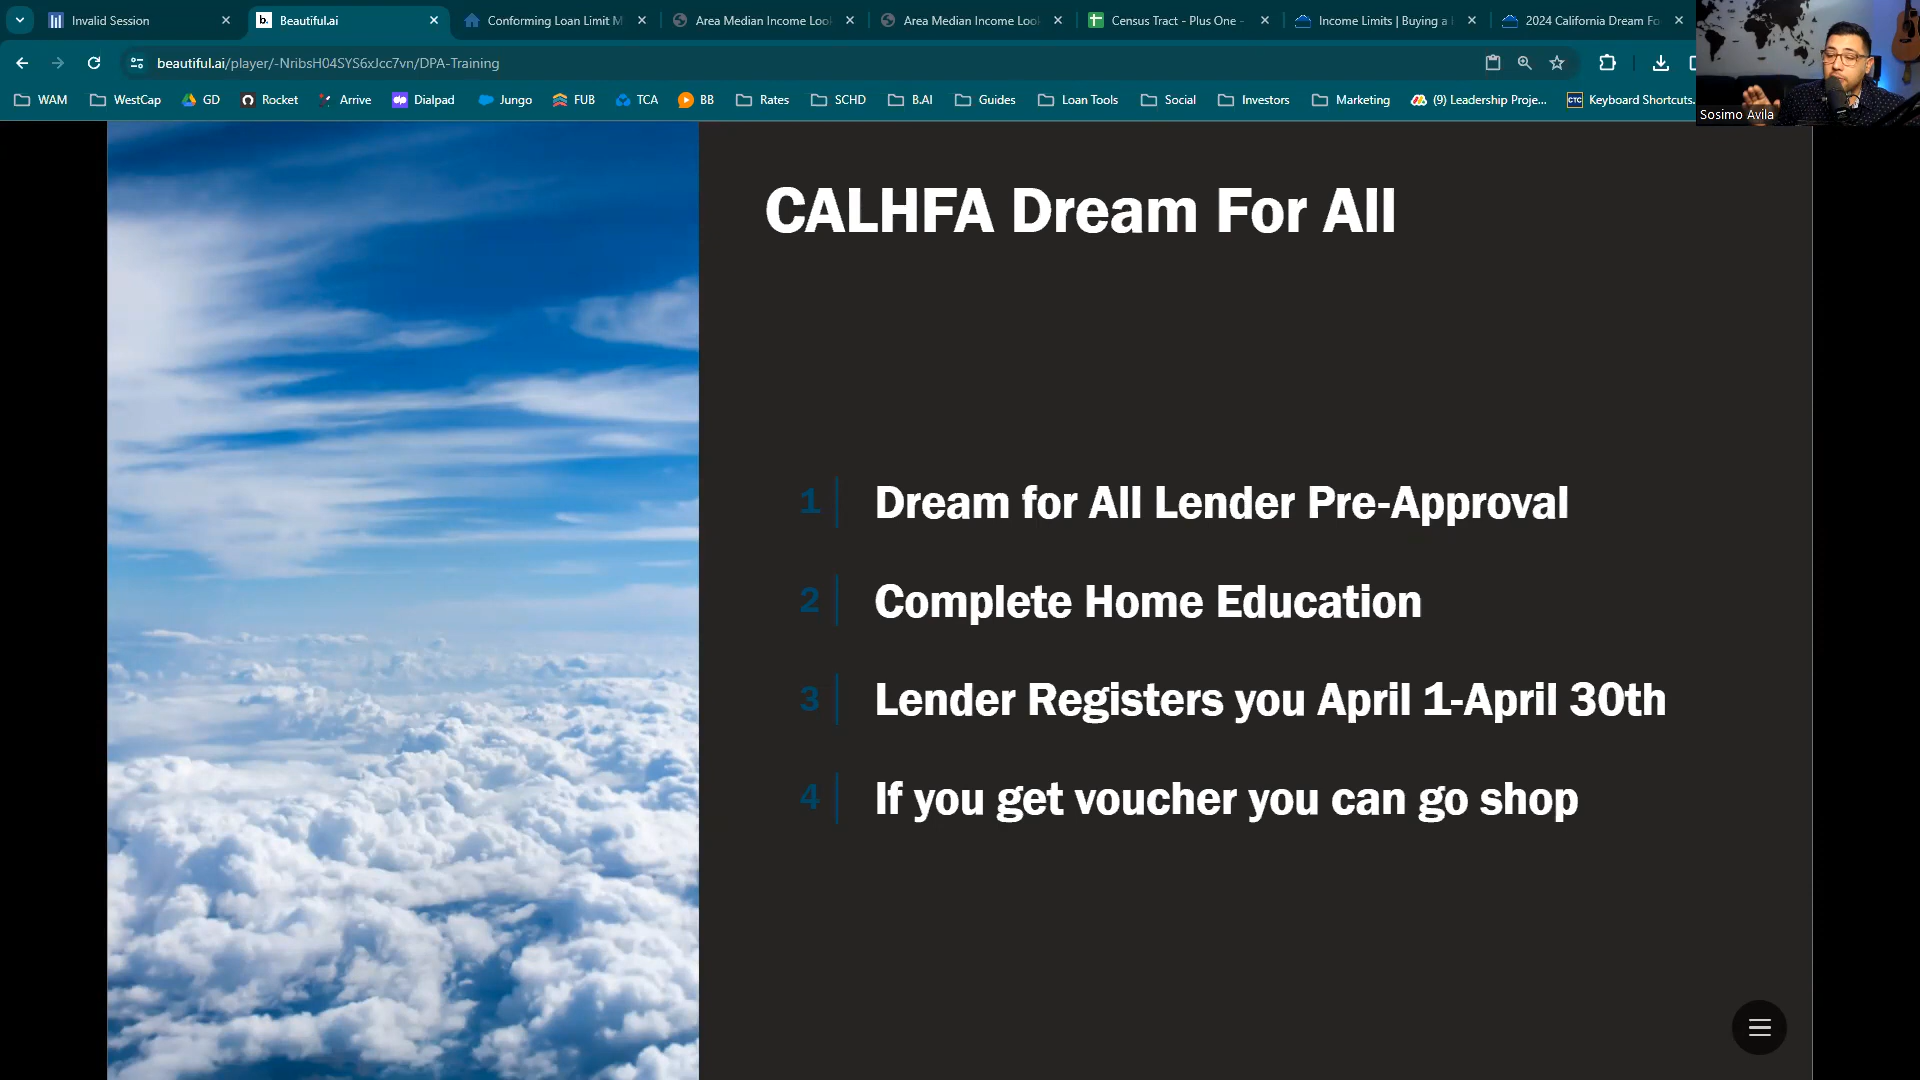 Invalid Session
Beautiful.ai
Conforming Loan Limit M
Area Median Income Loo
Area Median Income Loo
Census Tract - Plus One -
Income Limits | Buying a
2024 California Dream Fo
beautiful.ai/player/-NribsH04SYS6xJcc7vn/DPA-Training
WAM
WestCap
GD
Rocket
Arrive
Dialpad
Jungo
FUB
TCA
BB
Rates
SCHD
B.AI
Guides
Loan Tools
Social
Investors
Marketing
(9) Leadership Proje...
CTC
Keyboard Shortcuts.
Sosimo Avila
CALHFA Dream For All
1 Dream for All Lender Pre-Approval
2 Complete Home Education
3 Lender Registers you April 1-April 30th
4 If you get voucher you can go shop